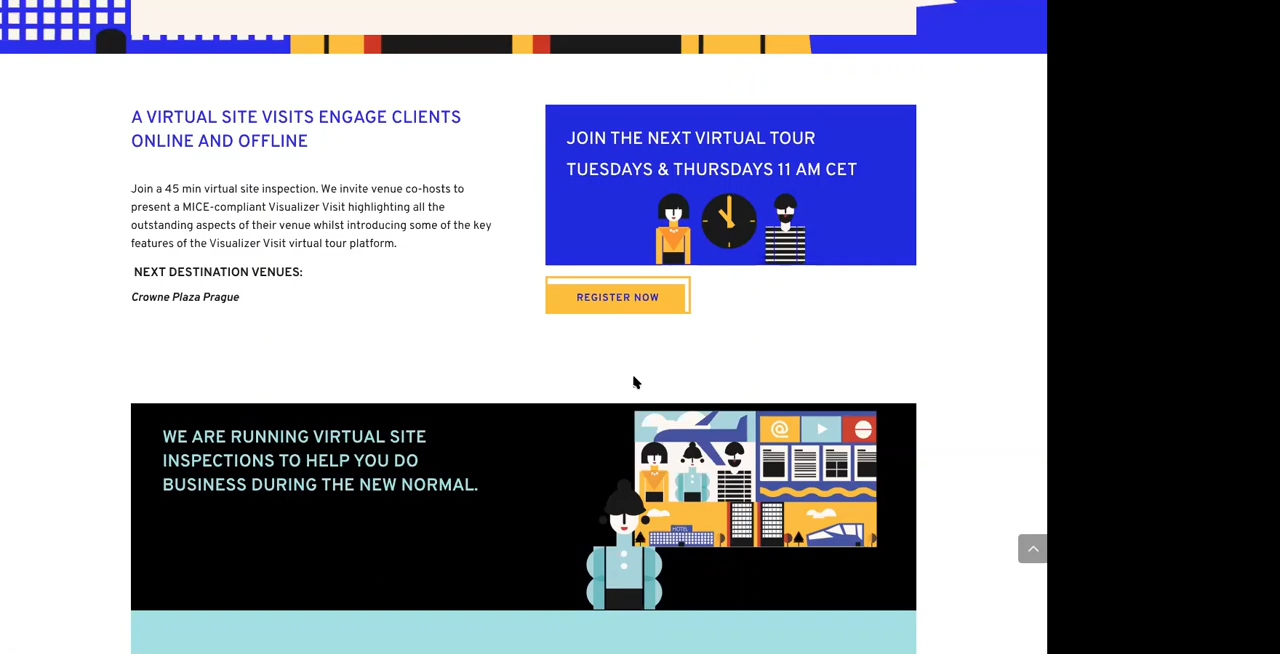 A VIRTUAL SITE VISITS ENGAGE CLIENTS
ONLINE AND OFFLINE
Join a 45 min virtual site inspection. We invite venue co-hosts to
present a MICE-compliant Visualizer Visit highlighting all the
outstanding aspects of their venue whilst introducing some of the key
features of the Visualizer Visit virtual tour platform.
NEXT DESTINATION VENUES:
Crowne Plaza Prague
JOIN THE NEXT VIRTUAL TOUR
TUESDAYS & THURSDAYS 11 AM CET
REGISTER NOW
WE ARE RUNNING VIRTUAL SITE
INSPECTIONS TO HELP YOU DO
BUSINESS DURING THE NEW NORMAL.
@
HOTEL